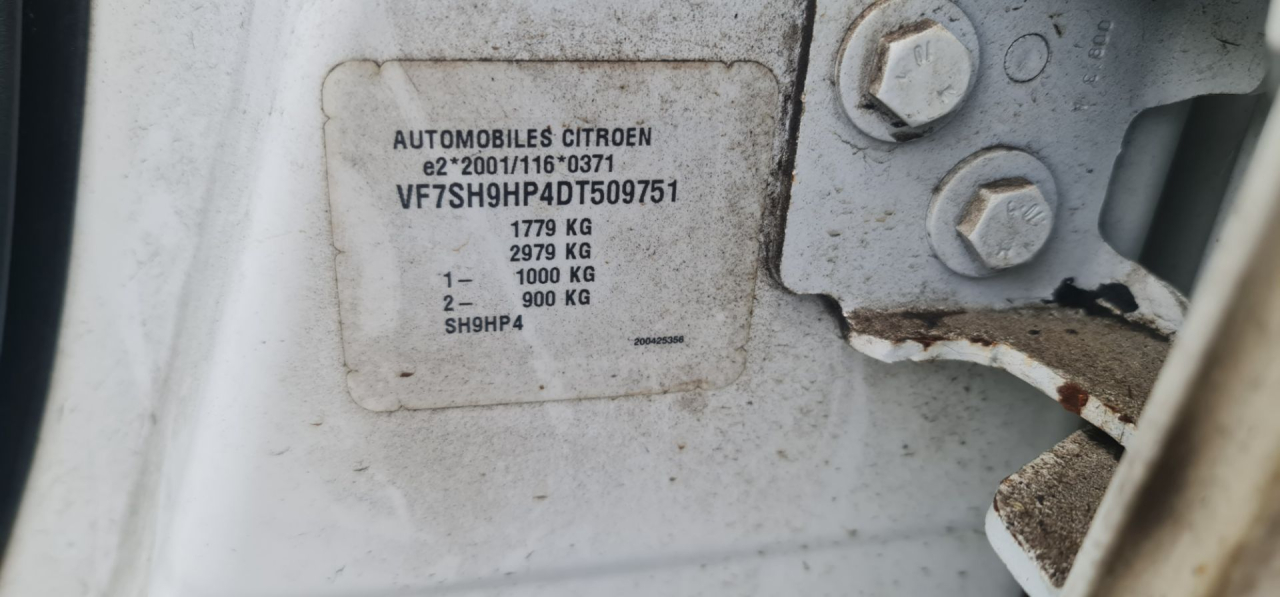 AUTOMOBILES CITROEN
e2*2001/116*0371
VF7SH9HP4DT509751
1779 KG
2979 KG
1- 1000 KG
2- 900 KG
SH9HP4
200425356